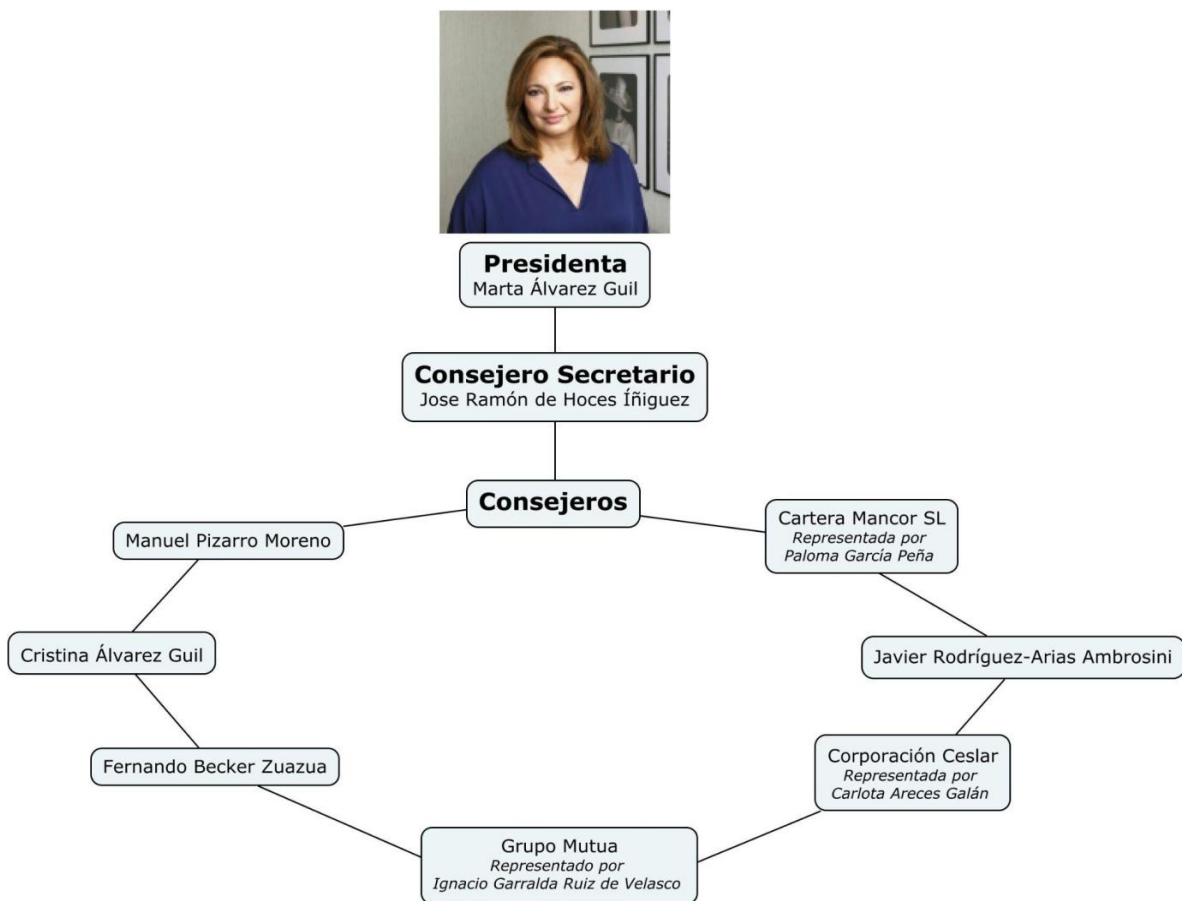 Presidenta
Marta Álvarez Guil
Consejero Secretario
Jose Ramón de Hoces Íñiguez
Consejeros
Manuel Pizarro Moreno
Cartera Mancor SL
Representada por
Paloma García Peña
Cristina Álvarez Guil
Javier Rodríguez-Arias Ambrosini
Fernando Becker Zuazua
Corporación Ceslar
Representada por
Carlota Areces Galán
Grupo Mutua
Representado por
Ignacio Garralda Ruiz de Velasco